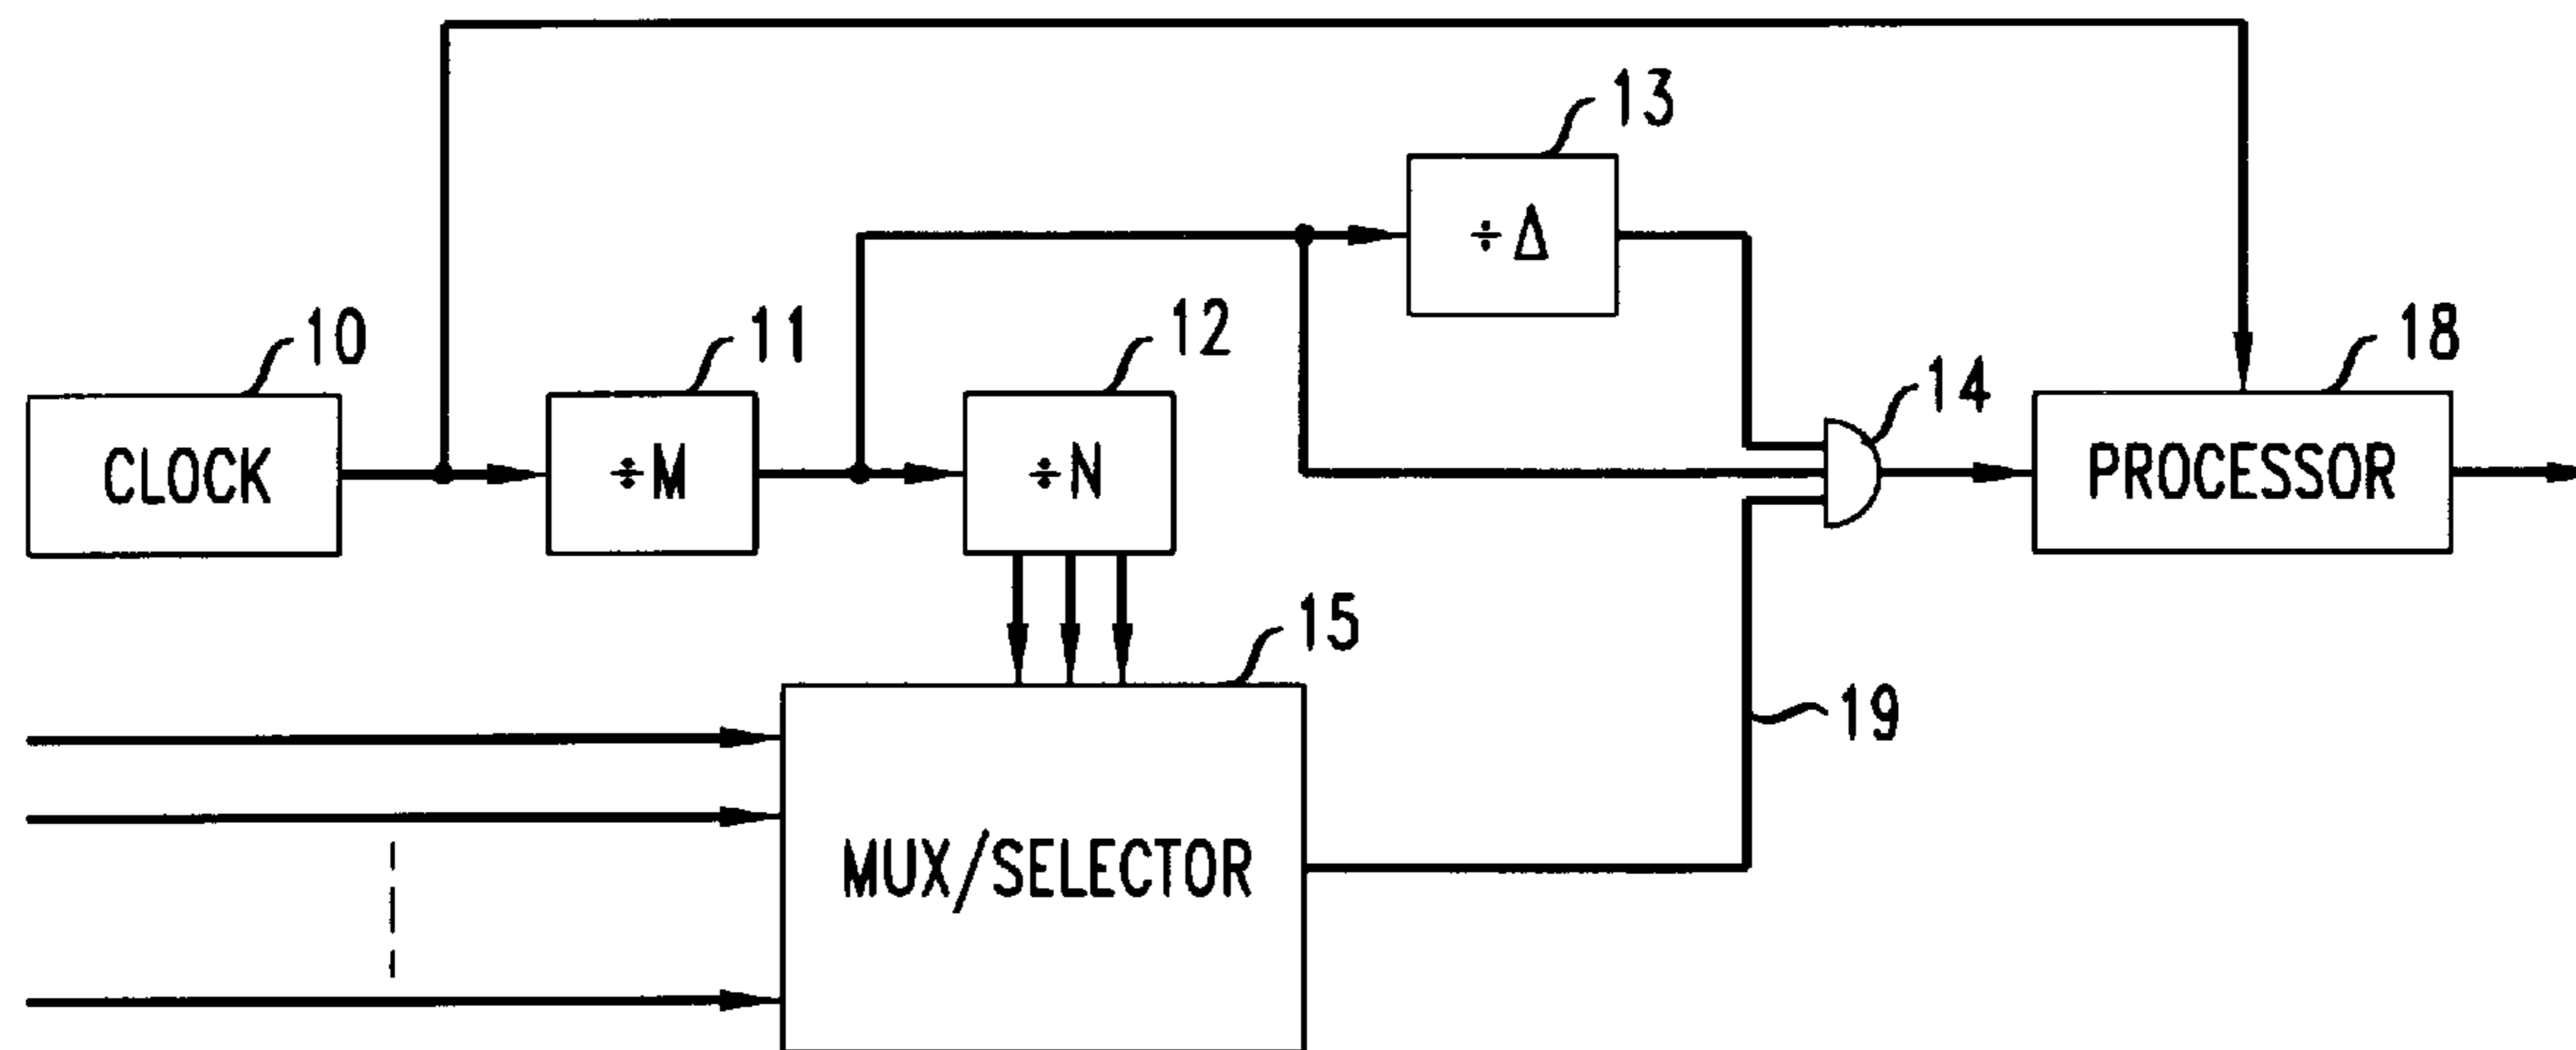 13
÷ Δ
10
11
12
14
18
CLOCK
÷M
÷N
PROCESSOR
15
19
MUX/SELECTOR